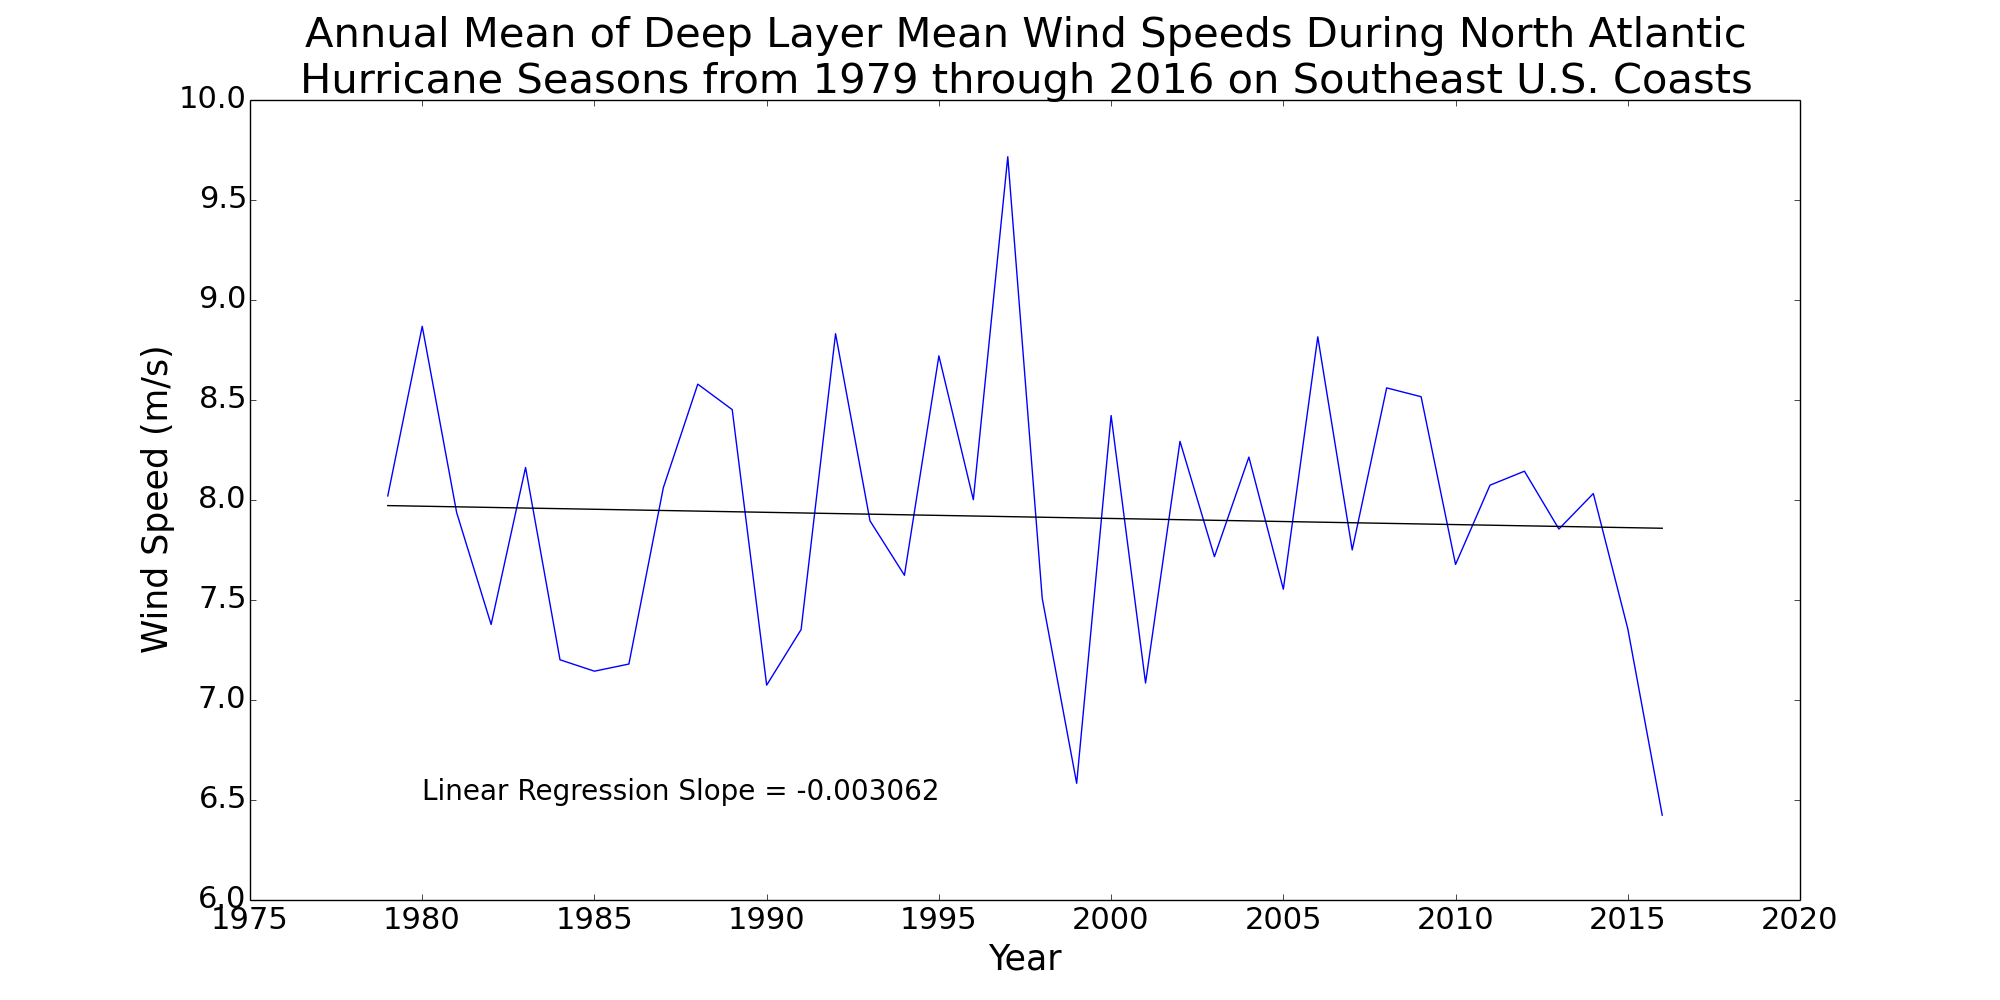 Annual Mean of Deep Layer Mean Wind Speeds During North Atlantic
Hurricane Seasons from 1979 through 2016 on Southeast U.S. Coasts
10.0
9.5
9.0
8.5
8.0
7.5
7.0
6.5
6.0
Wind Speed (m/s)
Linear Regression Slope = -0.003062
1975 1980 1985 1990 1995 2000 2005 2010 2015 2020
Year